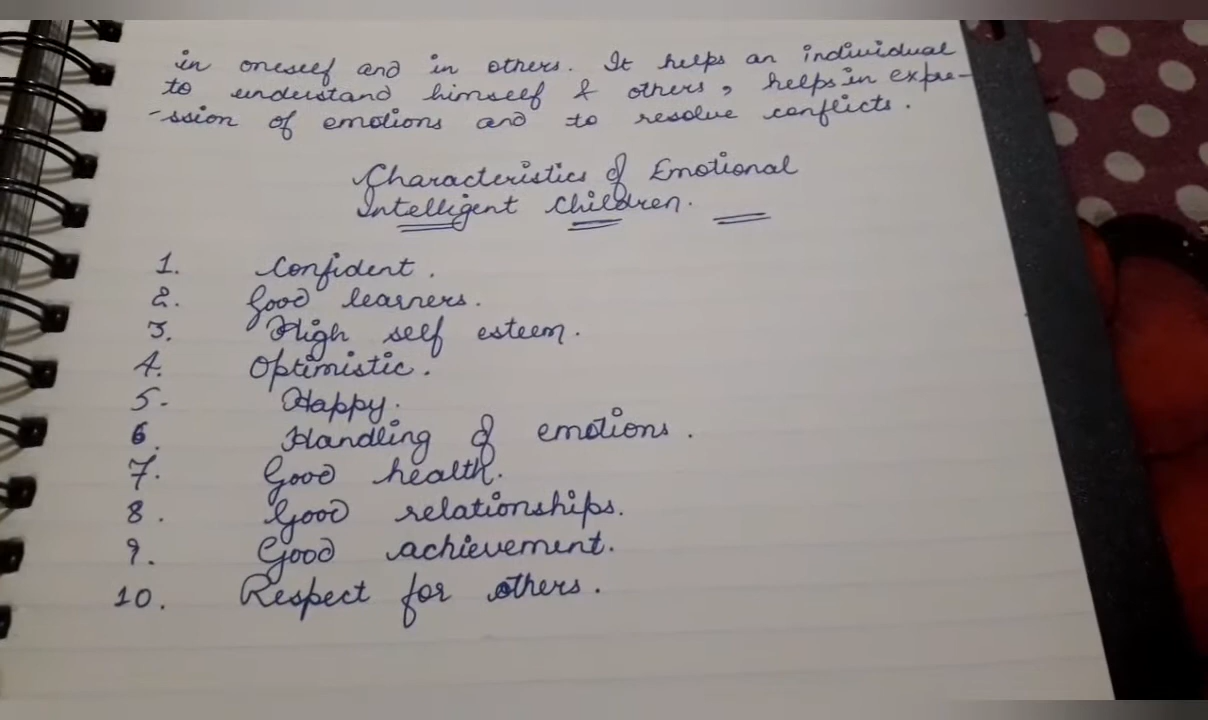 in oneself and in others. It helps an individual
to understand himself & others, helps in expre-
-ssion of emotions and to resolve conflicts.
Characteristics of Emotional
Intelligent Children.
1. Confident.
2. Good learners.
3. High self esteem.
4. Optimistic.
5. Happy.
6. Handling of emotions.
7. Good health.
8. Good relationships.
9. Good achievement.
10. Respect for others.